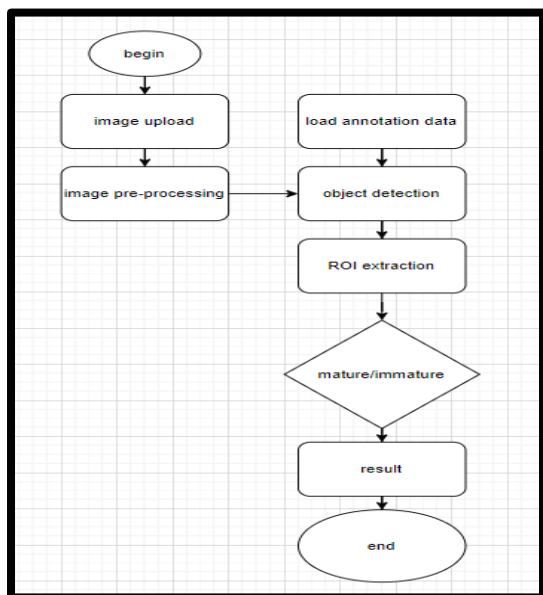 begin
image upload
load annotation data
image pre-processing
object detection
ROI extraction
mature/immature
result
end